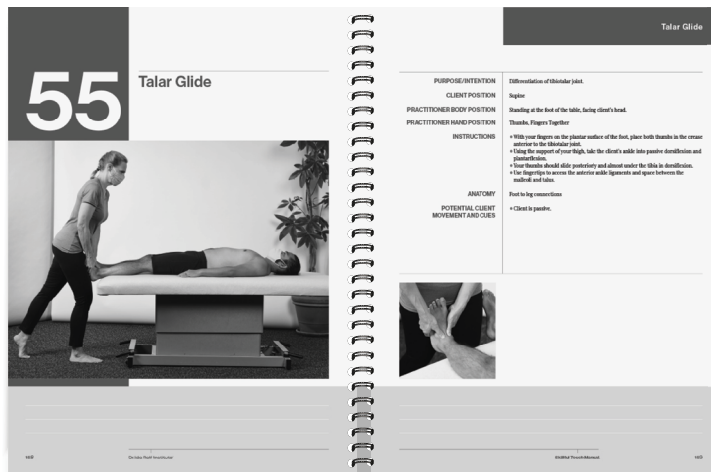 55
Talar Glide
Talar Glide
PURPOSE/INTENTION
Differentiation of tibiotalar joint.
CLIENT POSITION
Supine
PRACTITIONER BODY POSITION
Standing at the foot of the table, facing client's head.
PRACTITIONER HAND POSITION
Thumbs, Fingers Together
INSTRUCTIONS
+ With your fingers on the plantar surface of the foot, place both thumbs in the crease
anterior to the tibiotalar joint.
+ Using the support of your thigh, take the client's ankle into passive dorsiflexion and
plantarflexion.
+ Your thumbs should slide posteriorly and almost under the tibia in dorsiflexion.
+ Use fingertips to access the anterior ankle ligaments and space between the
malleoli and talus.
ANATOMY
Foot to leg connections
POTENTIAL CLIENT
MOVEMENT AND CUES
+ Client is passive.
Dr. Ida Rolf Institute
Skillful Touch Manual